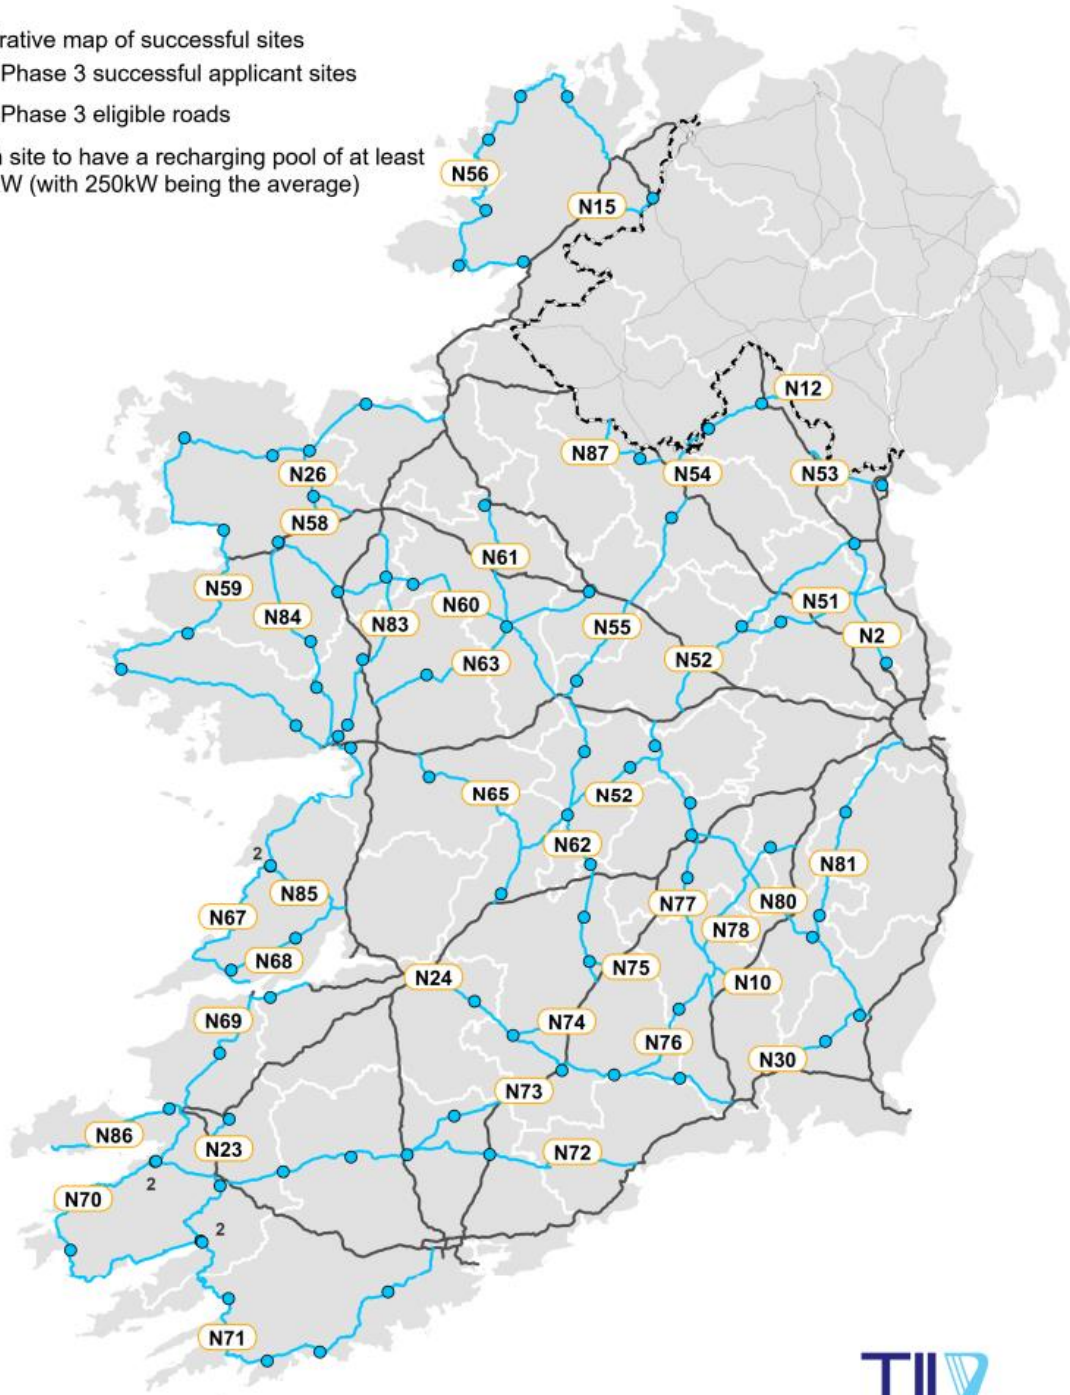 rative map of successful sites
Phase 3 successful applicant sites
Phase 3 eligible roads
site to have a recharging pool of at least
W (with 250kW being the average)
N56
N15
N12
N87
N54
N53
N26
N58
N61
N59
N84
N83
N60
N55
N51
N63
N52
N2
N65
N52
N62
N81
2
N85
N77
N80
N67
N78
N68
N24
N75
N10
N69
N74
N76
N30
N73
N86
N23
N72
2
N70
2
N71
TII